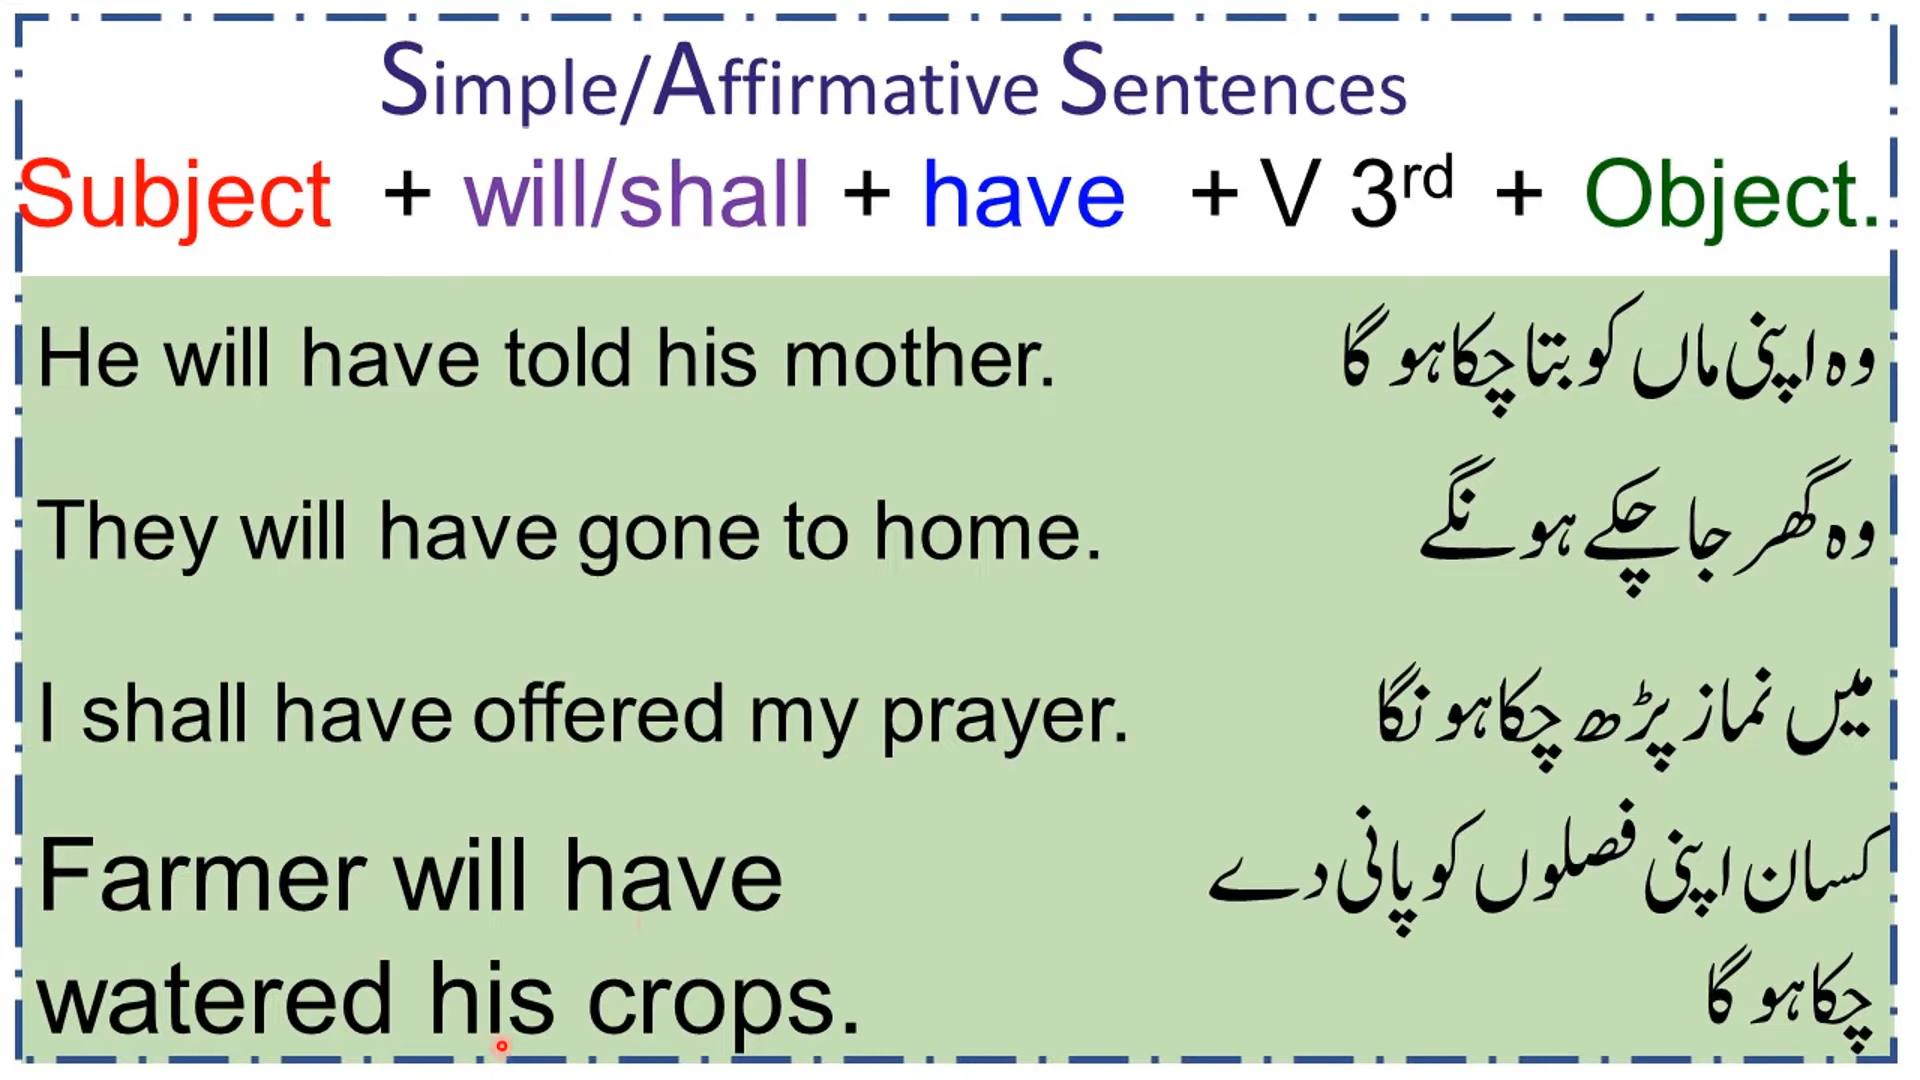 Simple/Affirmative Sentences
Subject + will/shall + have + V 3rd + Object.
He will have told his mother. وہ اپنی ماں کو بتا چکا ہو گا
They will have gone to home. وہ گھر جا چکے ہونگے
I shall have offered my prayer. میں نماز پڑھ چکا ہونگا
Farmer will have کسان اپنی فصلوں کو پانی دے
watered his crops. چکا ہو گا